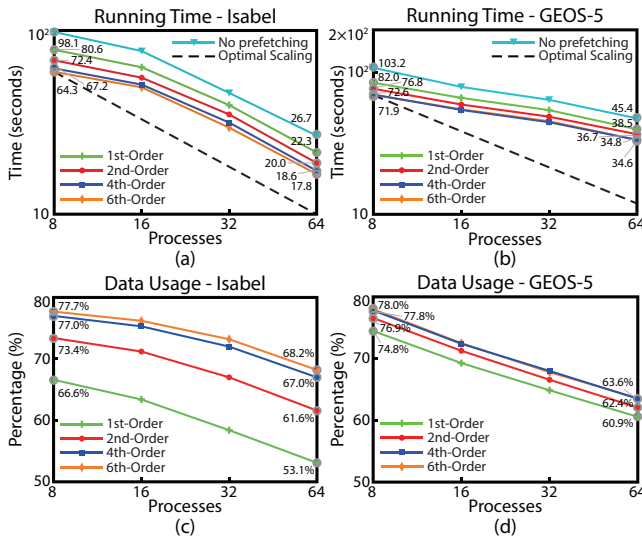 Running Time - Isabel
10²
98.1
80.6
72.4
64.3
67.2
No prefetching
Optimal Scaling
26.7
22.3
20.0
18.6
17.8
1st-Order
2nd-Order
4th-Order
6th-Order
Time (seconds)
10
8 16 32 64
Processes
(a)
Running Time - GEOS-5
2×10²
10²
103.2
82.0
76.8
72.6
71.9
No prefetching
Optimal Scaling
45.4
38.5
36.7
34.8
34.6
1st-Order
2nd-Order
4th-Order
6th-Order
Time (seconds)
10
8 16 32 64
Processes
(b)
Data Usage - Isabel
80
77.7%
77.0%
73.4%
70
66.6%
68.2%
67.0%
61.6%
60
53.1%
1st-Order
2nd-Order
4th-Order
6th-Order
Percentage (%)
50
8 16 32 64
Processes
(c)
Data Usage - GEOS-5
80
78.0%
77.8%
76.9%
74.8%
70
63.6%
62.4%
60.9%
60
1st-Order
2nd-Order
4th-Order
6th-Order
Percentage (%)
50
8 16 32 64
Processes
(d)